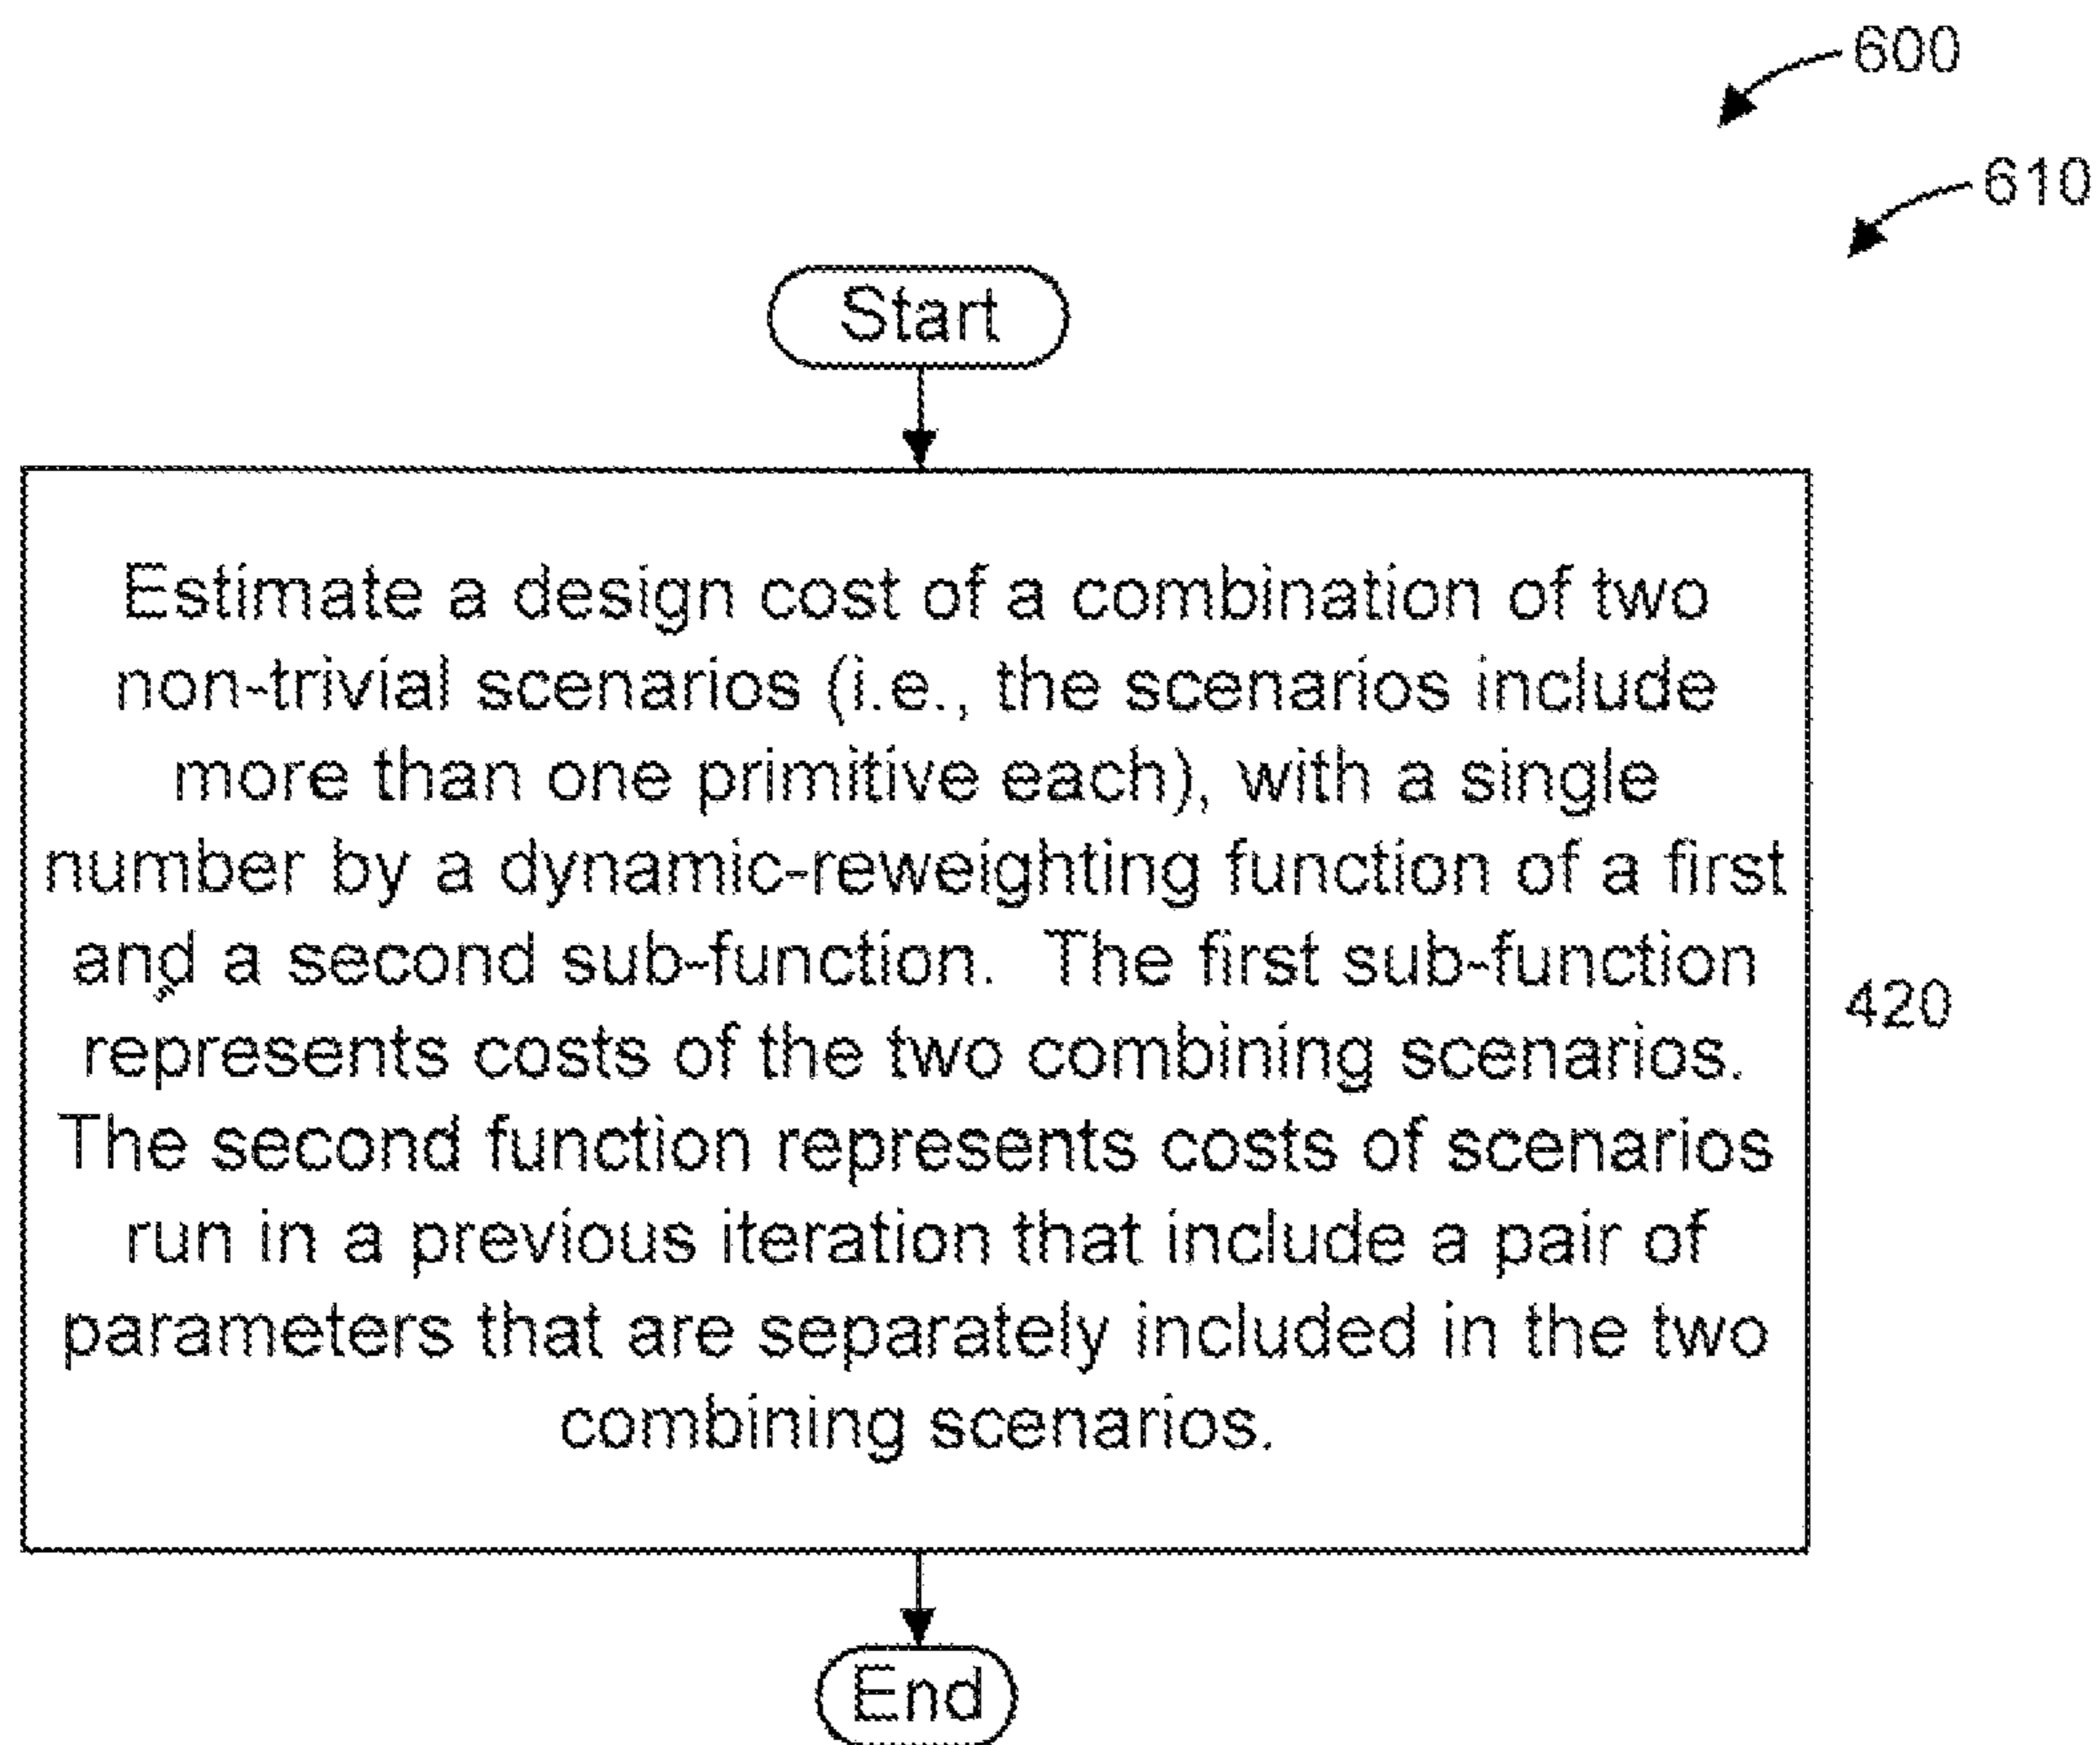 600
610
Start
Estimate a design cost of a combination of two
non-trivial scenarios (i.e., the scenarios include
more than one primitive each), with a single
number by a dynamic-reweighting function of a first
and a second sub-function.  The first sub-function
represents costs of the two combining scenarios.
The second function represents costs of scenarios
run in a previous iteration that include a pair of
parameters that are separately included in the two
combining scenarios.
420
End